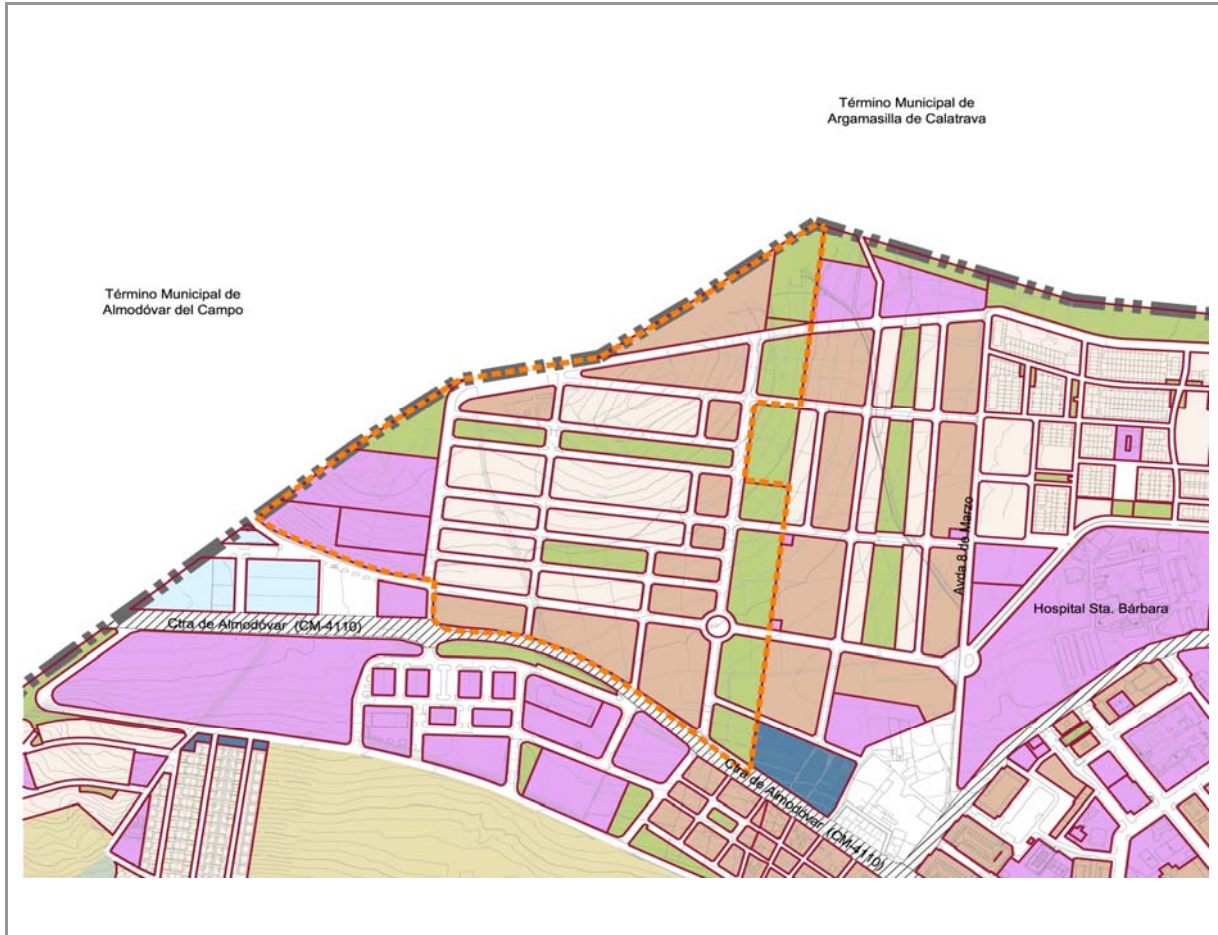 Término Municipal de
Argamasilla de Calatrava
Término Municipal de
Almodóvar del Campo
Avda 8 de Marzo
Hospital Sta. Bárbara
Ctra de Almodóvar (CM-4110)
Ctra de Almodóvar (CM-4110)